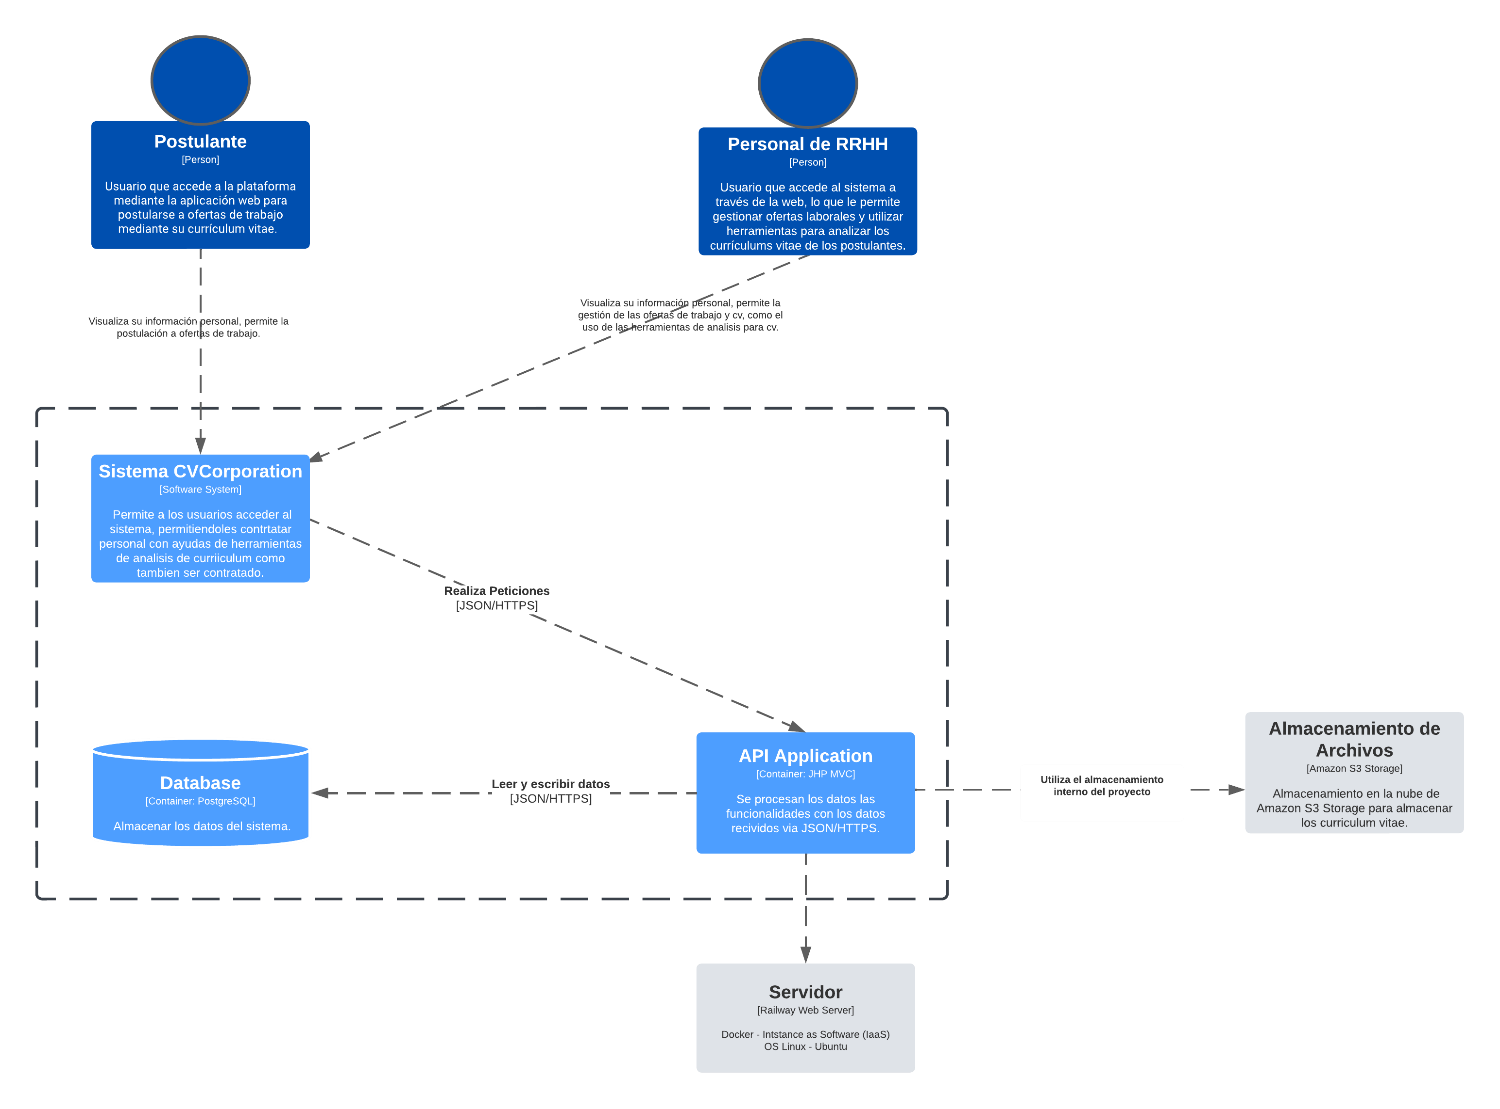 Postulante
[Person]
Usuario que accede a la plataforma
mediante la aplicación web para
postularse a ofertas de trabajo
mediante su currículum vitae.
Personal de RRHH
[Person]
Usuario que accede al sistema a
través de la web, lo que le permite
gestionar ofertas laborales y utilizar
herramientas para analizar los
currículums vitae de los postulantes.
Visualiza su información personal, permite la
postulación a ofertas de trabajo.
Visualiza su información personal, permite la
gestión de las ofertas de trabajo y cv, como el
uso de las herramientas de analisis para cv.
Sistema CVCorporation
[Software System]
Permite a los usuarios acceder al
sistema, permitiendoles contrtatar
personal con ayudas de herramientas
de analisis de curriiculum como
tambien ser contratado.
Realiza Peticiones
[JSON/HTTPS]
Database
[Container: PostgreSQL]
Almacenar los datos del sistema.
Leer y escribir datos
[JSON/HTTPS]
API Application
[Container: JHP MVC]
Se procesan los datos las
funcionalidades con los datos
recividos via JSON/HTTPS.
Utiliza el almacenamiento
interno del proyecto
Almacenamiento de
Archivos
[Amazon S3 Storage]
Almacenamiento en la nube de
Amazon S3 Storage para almacenar
los curriculum vitae.
Servidor
[Railway Web Server]
Docker - Intstance as Software (IaaS)
OS Linux - Ubuntu